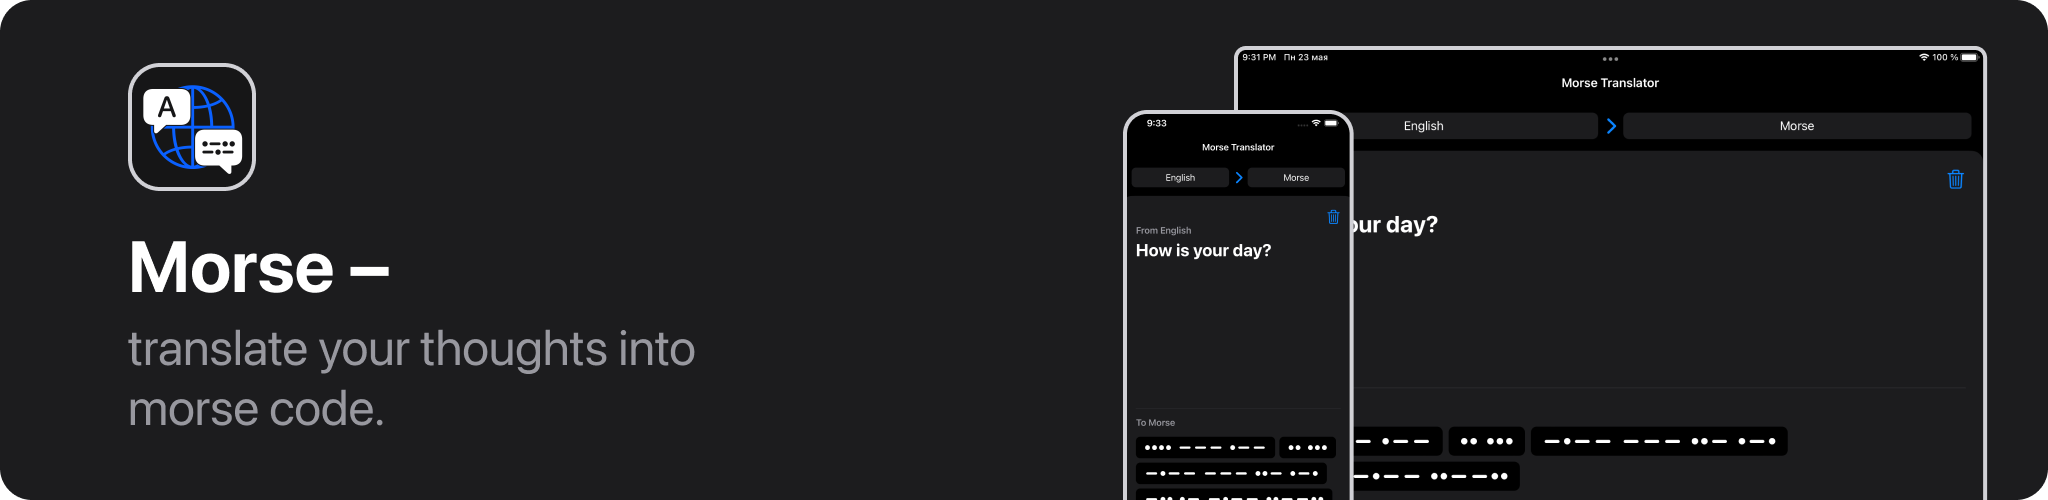 A
Morse –
translate your thoughts into
morse code.
9:33
Morse Translator
English
Morse
From English
How is your day?
To Morse
•••• ——— •——
•• •••
—•—— ——— ••— •—•
9:31 PM Пн 23 мая
100 %
Morse Translator
English
Morse
our day?
•• •••
—•—— ——— ••— •—•